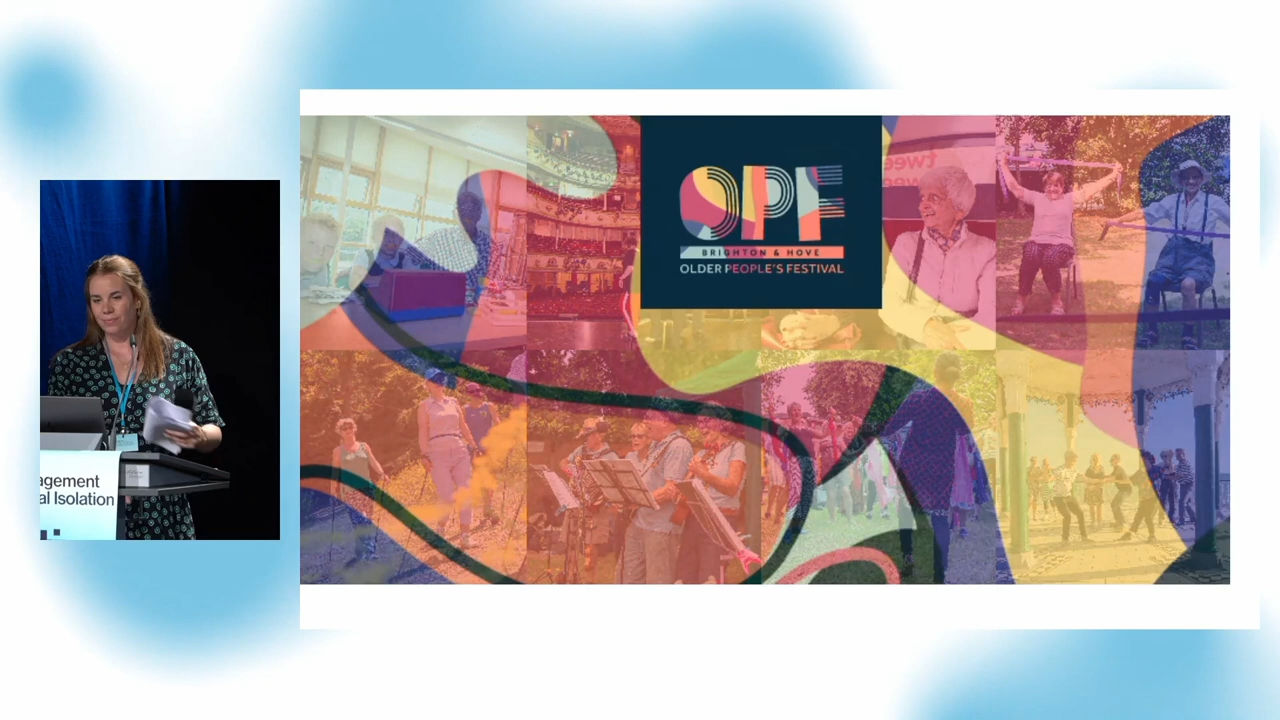 agement
al Isolation
OPF
BRIGHTON & HOVE
OLDER PEOPLE'S FESTIVAL